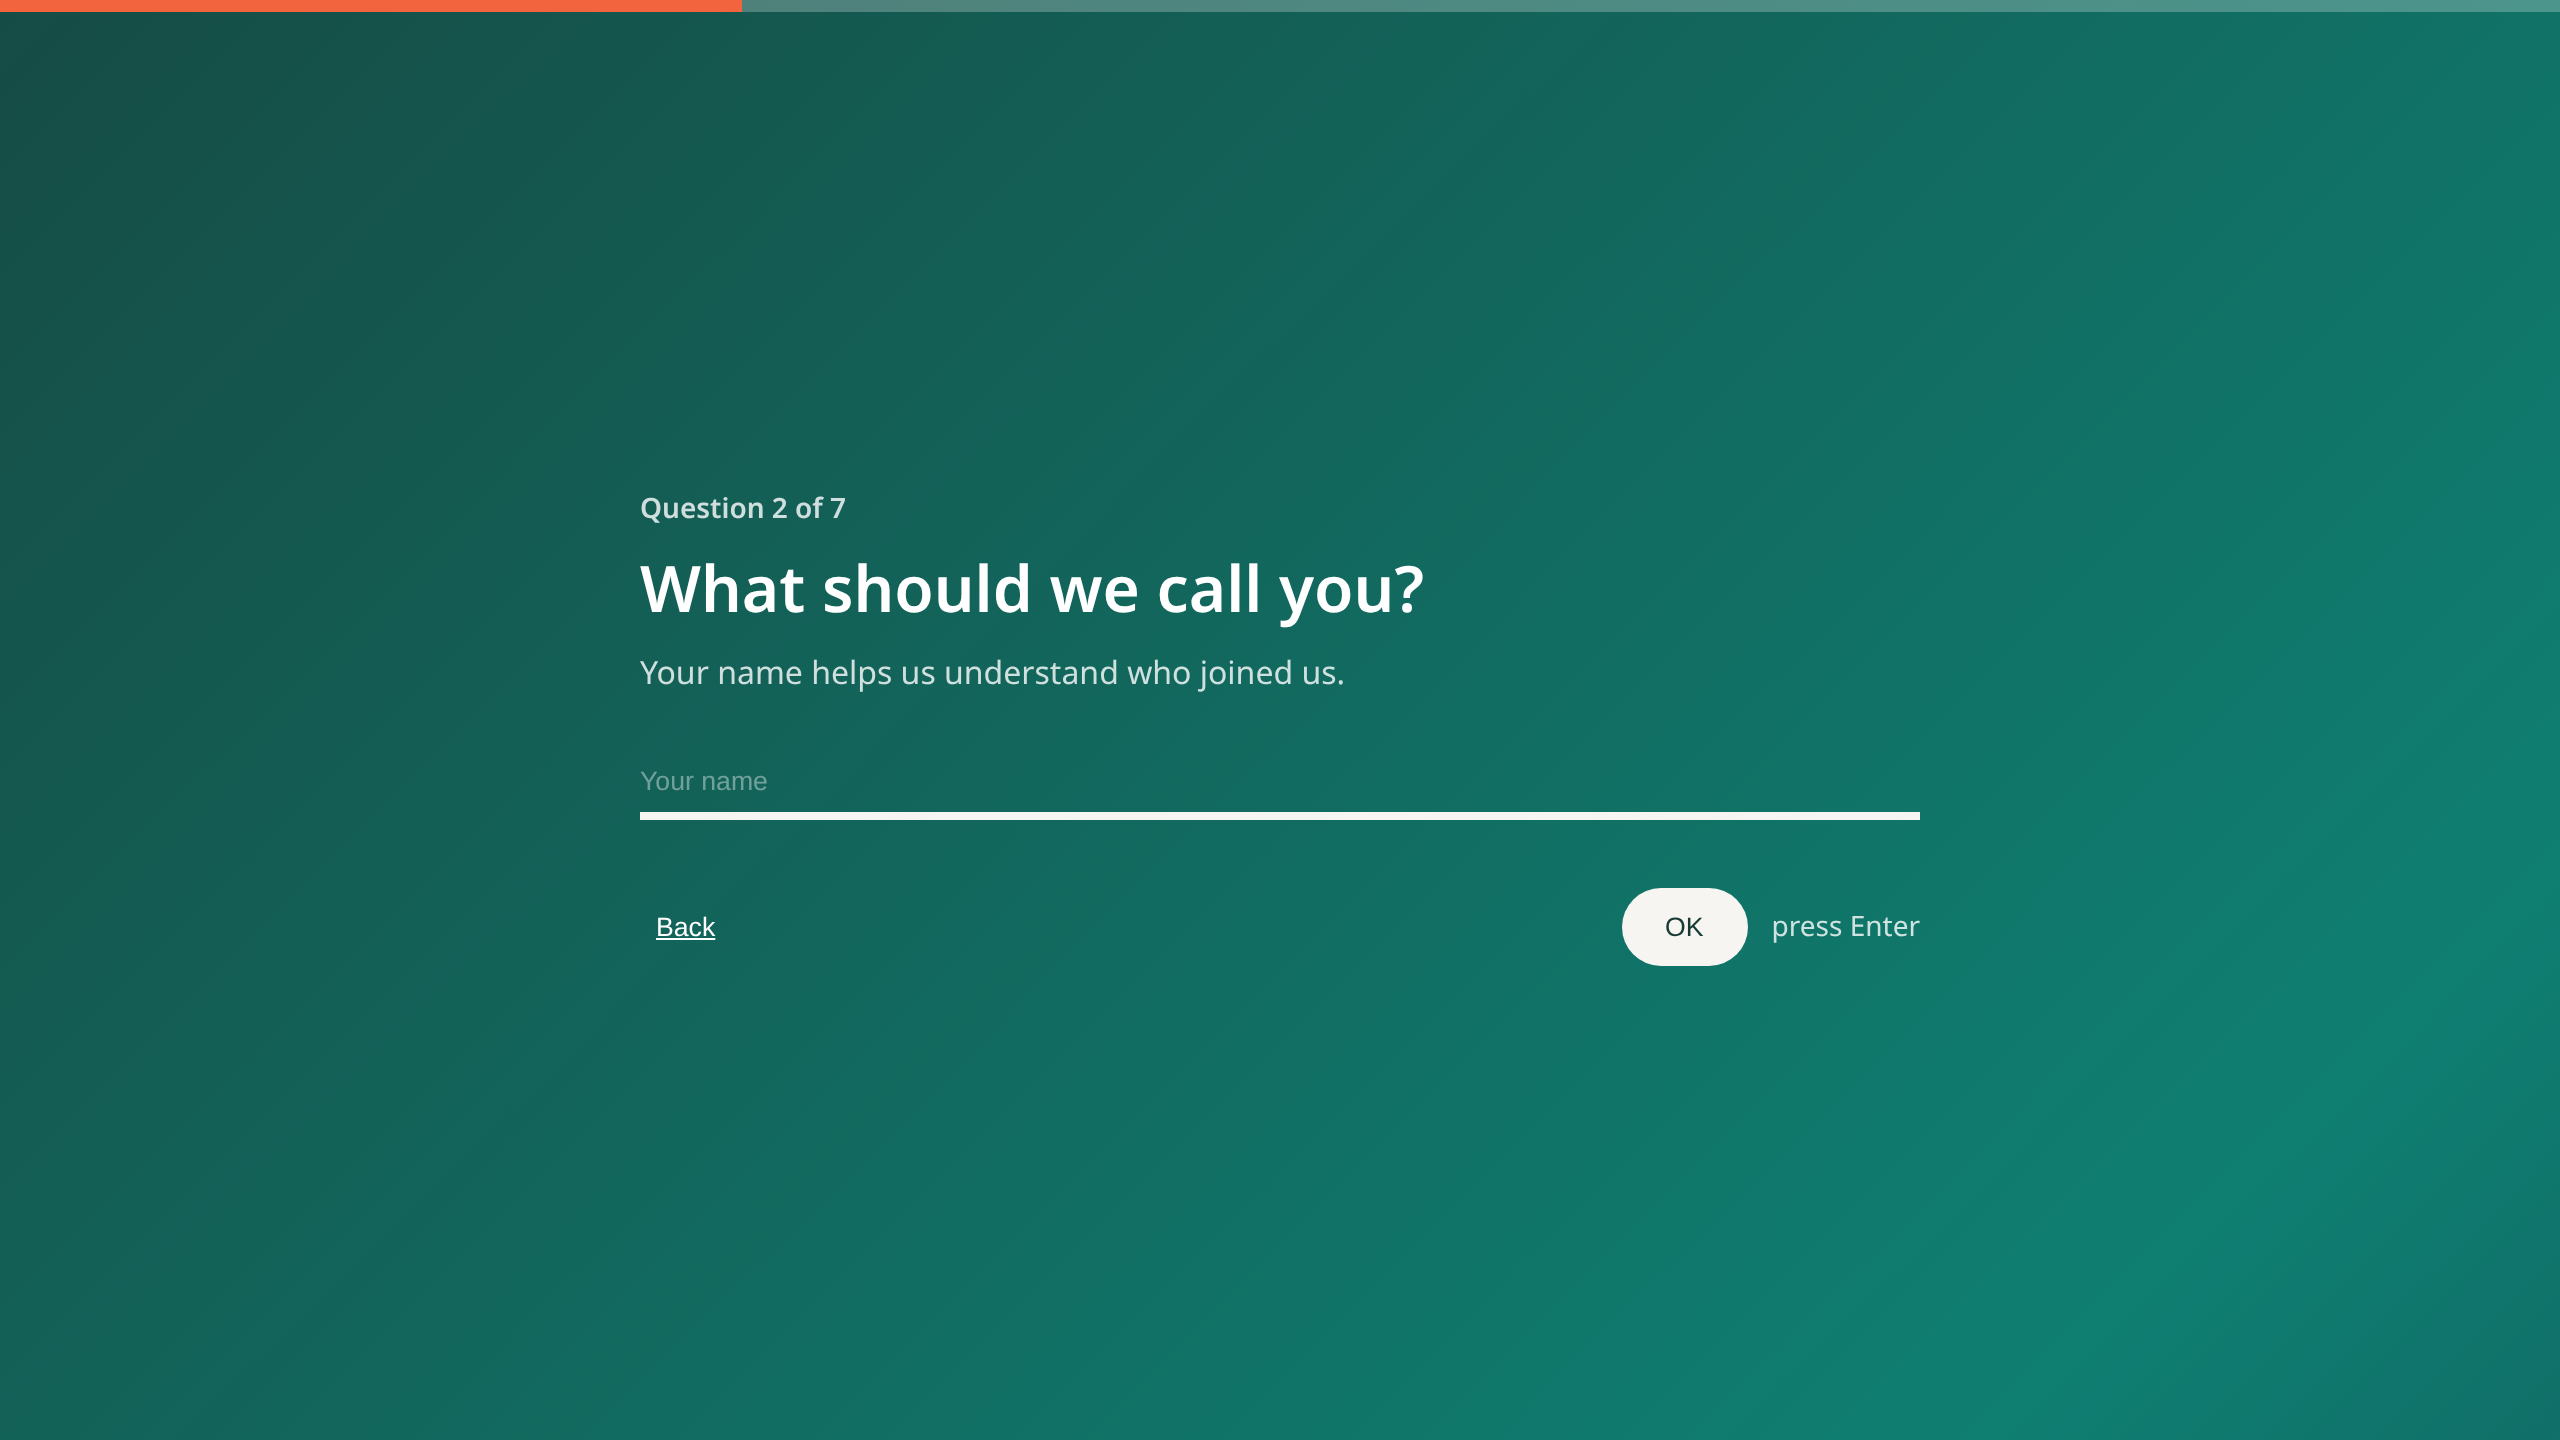 Question 2 of 7
What should we call you?
Your name helps us understand who joined us.
Your name
Back
OK
press Enter